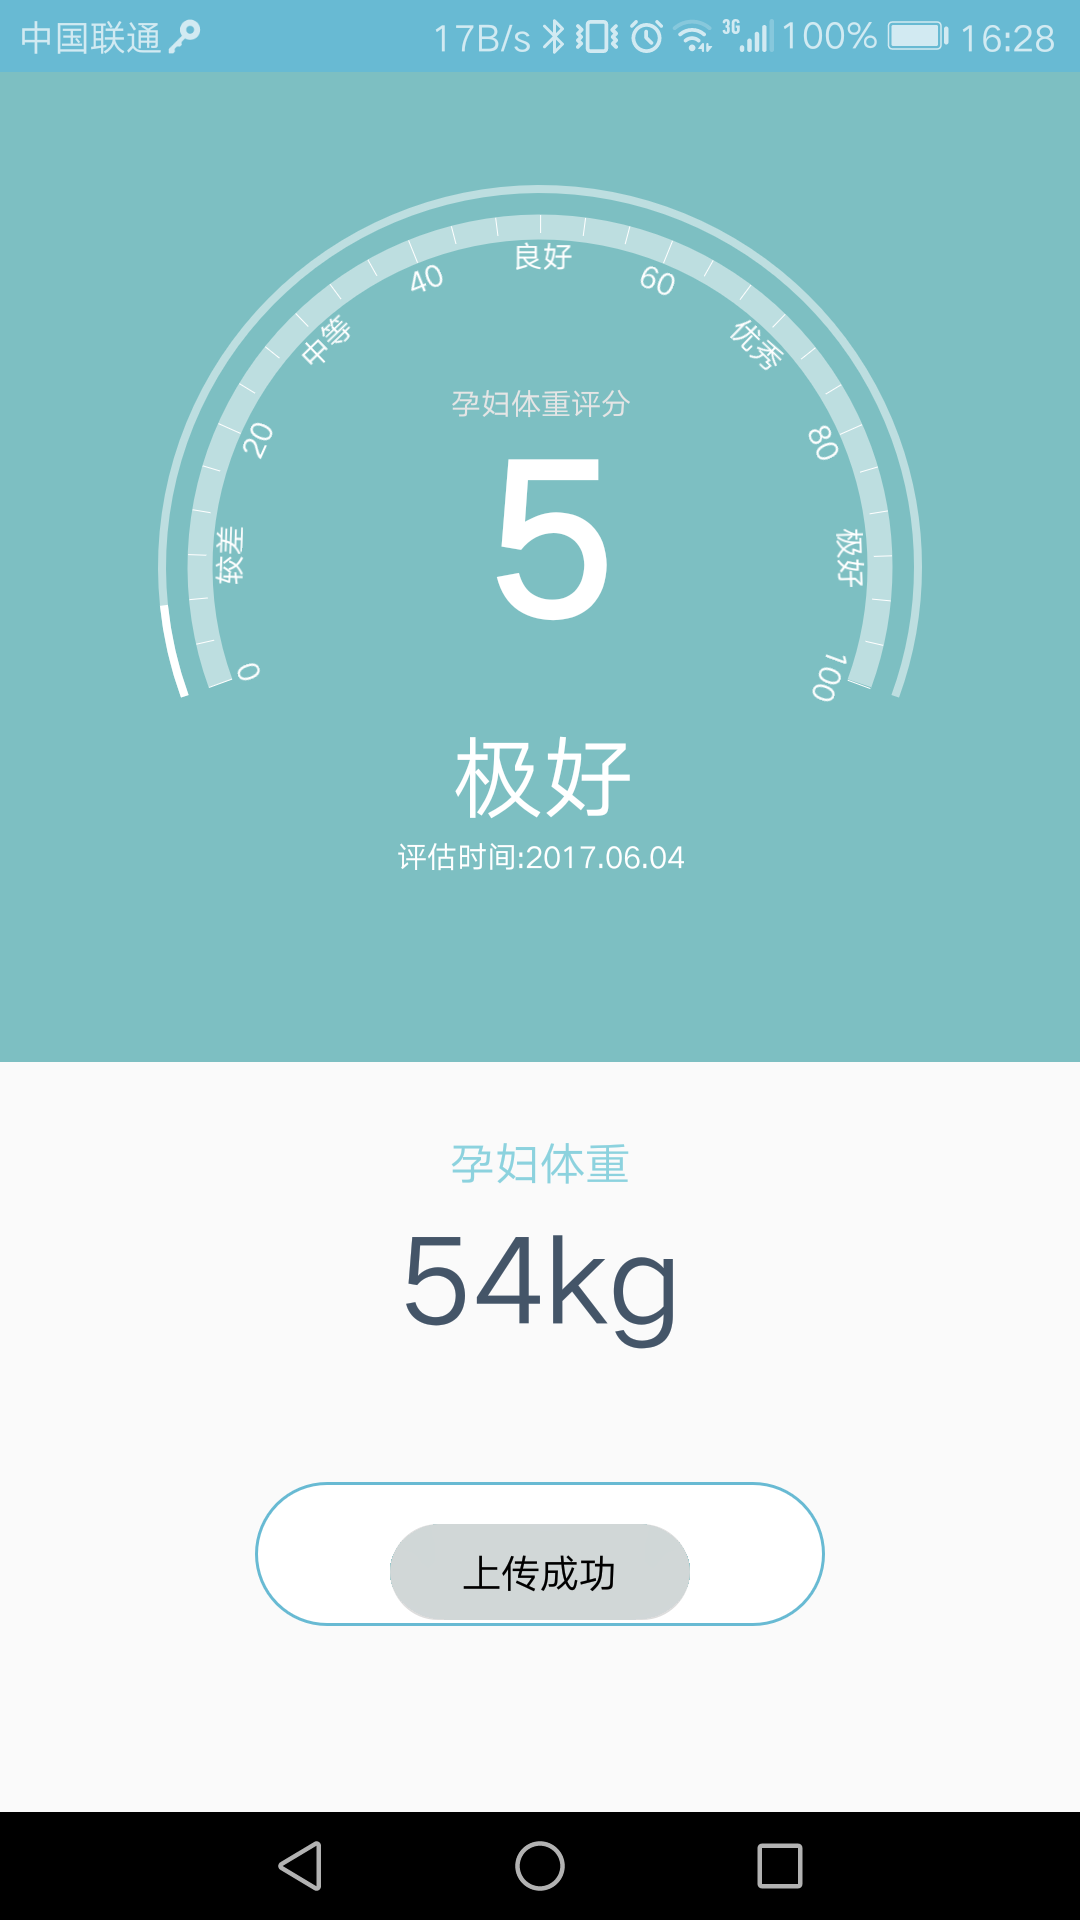 中国联通 17B/s 3G 100% 16:28
良好
40 60
中等 优秀
孕妇体重评分
20 80
5
较差 极好
0 100
极好
评估时间:2017.06.04
孕妇体重
54kg
上传成功